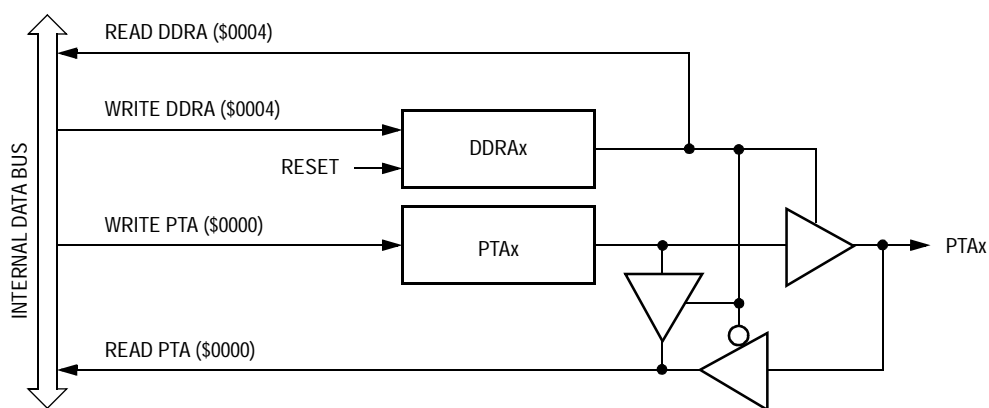 READ DDRA ($0004)
WRITE DDRA ($0004)
DDRAx
RESET
INTERNAL DATA BUS
WRITE PTA ($0000)
PTAx
PTAx
READ PTA ($0000)